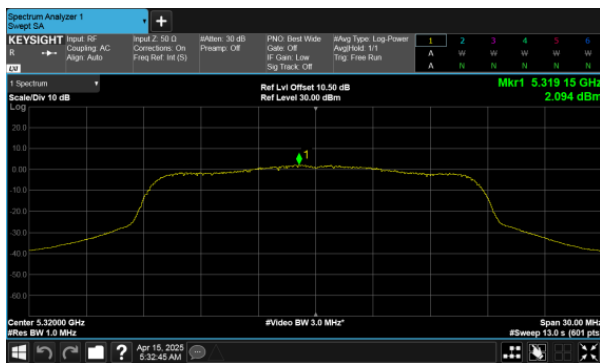 Spectrum Analyzer 1
Swept SA
KEYSIGHT
R
LXI
Input: RF
Coupling: AC
Align: Auto
Input Z: 50 Ω
Corrections: On
Freq Ref: Int (S)
#Atten: 30 dB
Preamp: Off
PNO: Best Wide
Gate: Off
IF Gain: Low
Sig Track: Off
#Avg Type: Log-Power
Avg|Hold: 1/1
Trig: Free Run
1 2 3 4 5 6
A W W W W W
A N N N N N
1 Spectrum
Scale/Div 10 dB
Ref Lvl Offset 10.50 dB
Ref Level 30.00 dBm
Mkr1 5.319 15 GHz
2.094 dBm
Log
20.0
10.0
0.00
-10.0
-20.0
-30.0
-40.0
-50.0
-60.0
1
Center 5.32000 GHz
#Res BW 1.0 MHz
#Video BW 3.0 MHz*
Span 30.00 MHz
#Sweep 13.0 s (601 pts)
?
Apr 15, 2025
5:32:45 AM